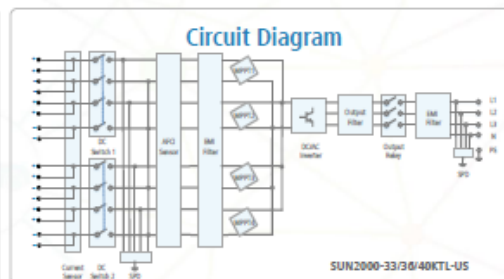 Circuit Diagram
MPPT1
MPPT2
MPPT3
MPPT4
DC
Switch 1
AFCI
Sensor
EMI
Filter
DC/AC
Inverter
Output
Filter
Output
Relay
EMI
Filter
L1
L2
L3
N
PE
SPD
Current
Sensor
DC
Switch 2
SPD
SUN2000-33/36/40KTL-US